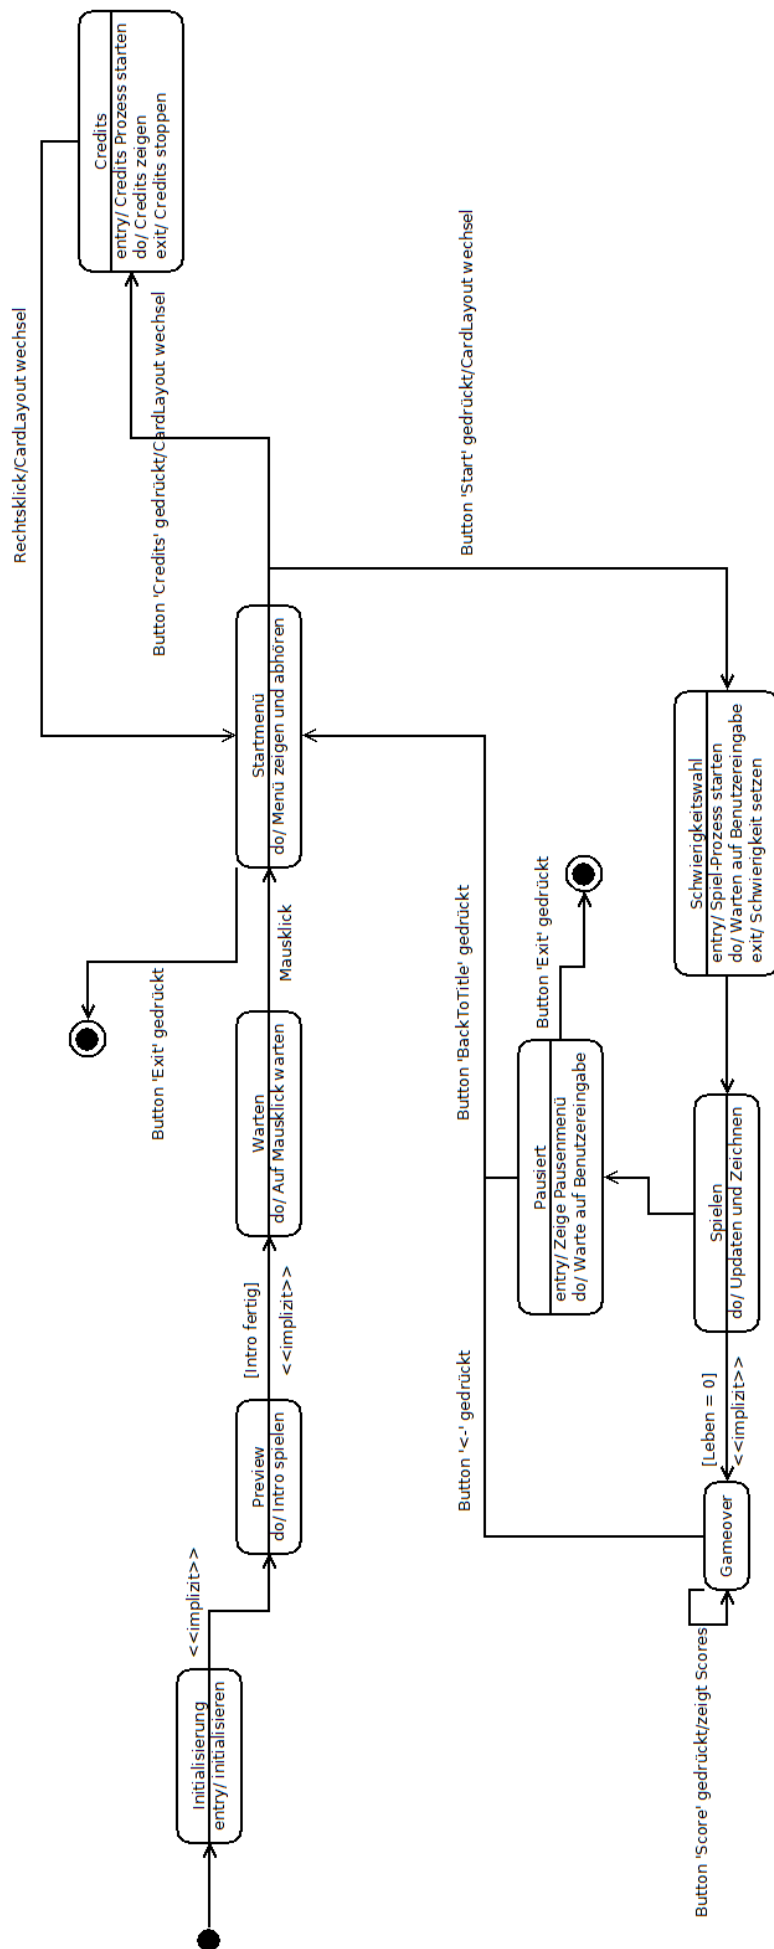 Rechtsklick/CardLayout wechsel
Credits
entry/ Credits Prozess starten
do/ Credits zeigen
exit/ Credits stoppen
Button 'Exit' gedrückt
Button 'Credits' gedrückt/CardLayout wechsel
<<implizit>>
Initialisierung
entry/ initialisieren
Preview
do/ Intro spielen
[Intro fertig]
<<implizit>>
Warten
do/ Auf Mausklick warten
Mausklick
Startmenü
do/ Menü zeigen und abhören
Button '<-' gedrückt
Button 'BackToTitle' gedrückt
Button 'Start' gedrückt/CardLayout wechsel
Pausiert
entry/ Zeige Pausenmenü
do/ Warte auf Benutzereingabe
Button 'Exit' gedrückt
Button 'Score' gedrückt/zeigt Scores
Gameover
[Leben = 0]
<<implizit>>
Spielen
do/ Updaten und Zeichnen
Schwierigkeitswahl
entry/ Spiel-Prozess starten
do/ Warten auf Benutzereingabe
exit/ Schwierigkeit setzen